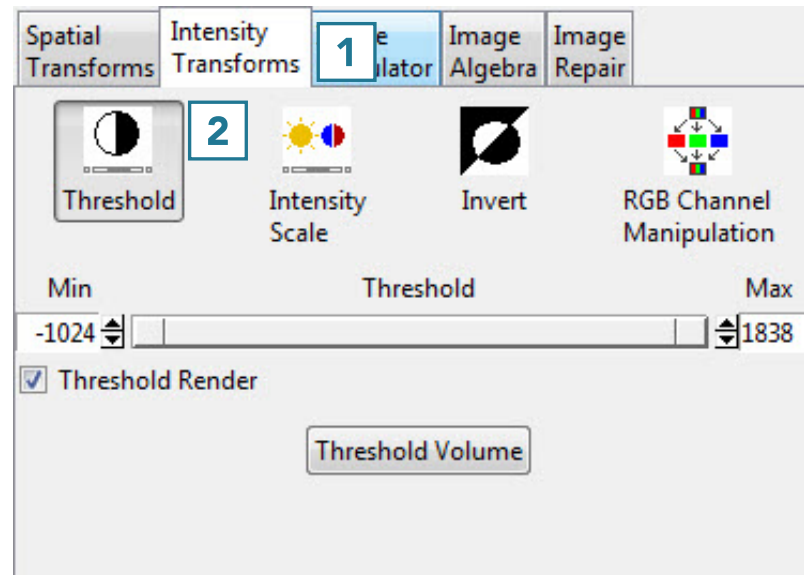 Spatial
Transforms
Intensity
Transforms
1
e
lator
Image
Algebra
Image
Repair
2
Threshold
Intensity
Scale
Invert
RGB Channel
Manipulation
Min Threshold Max
-1024 1838
Threshold Render
Threshold Volume